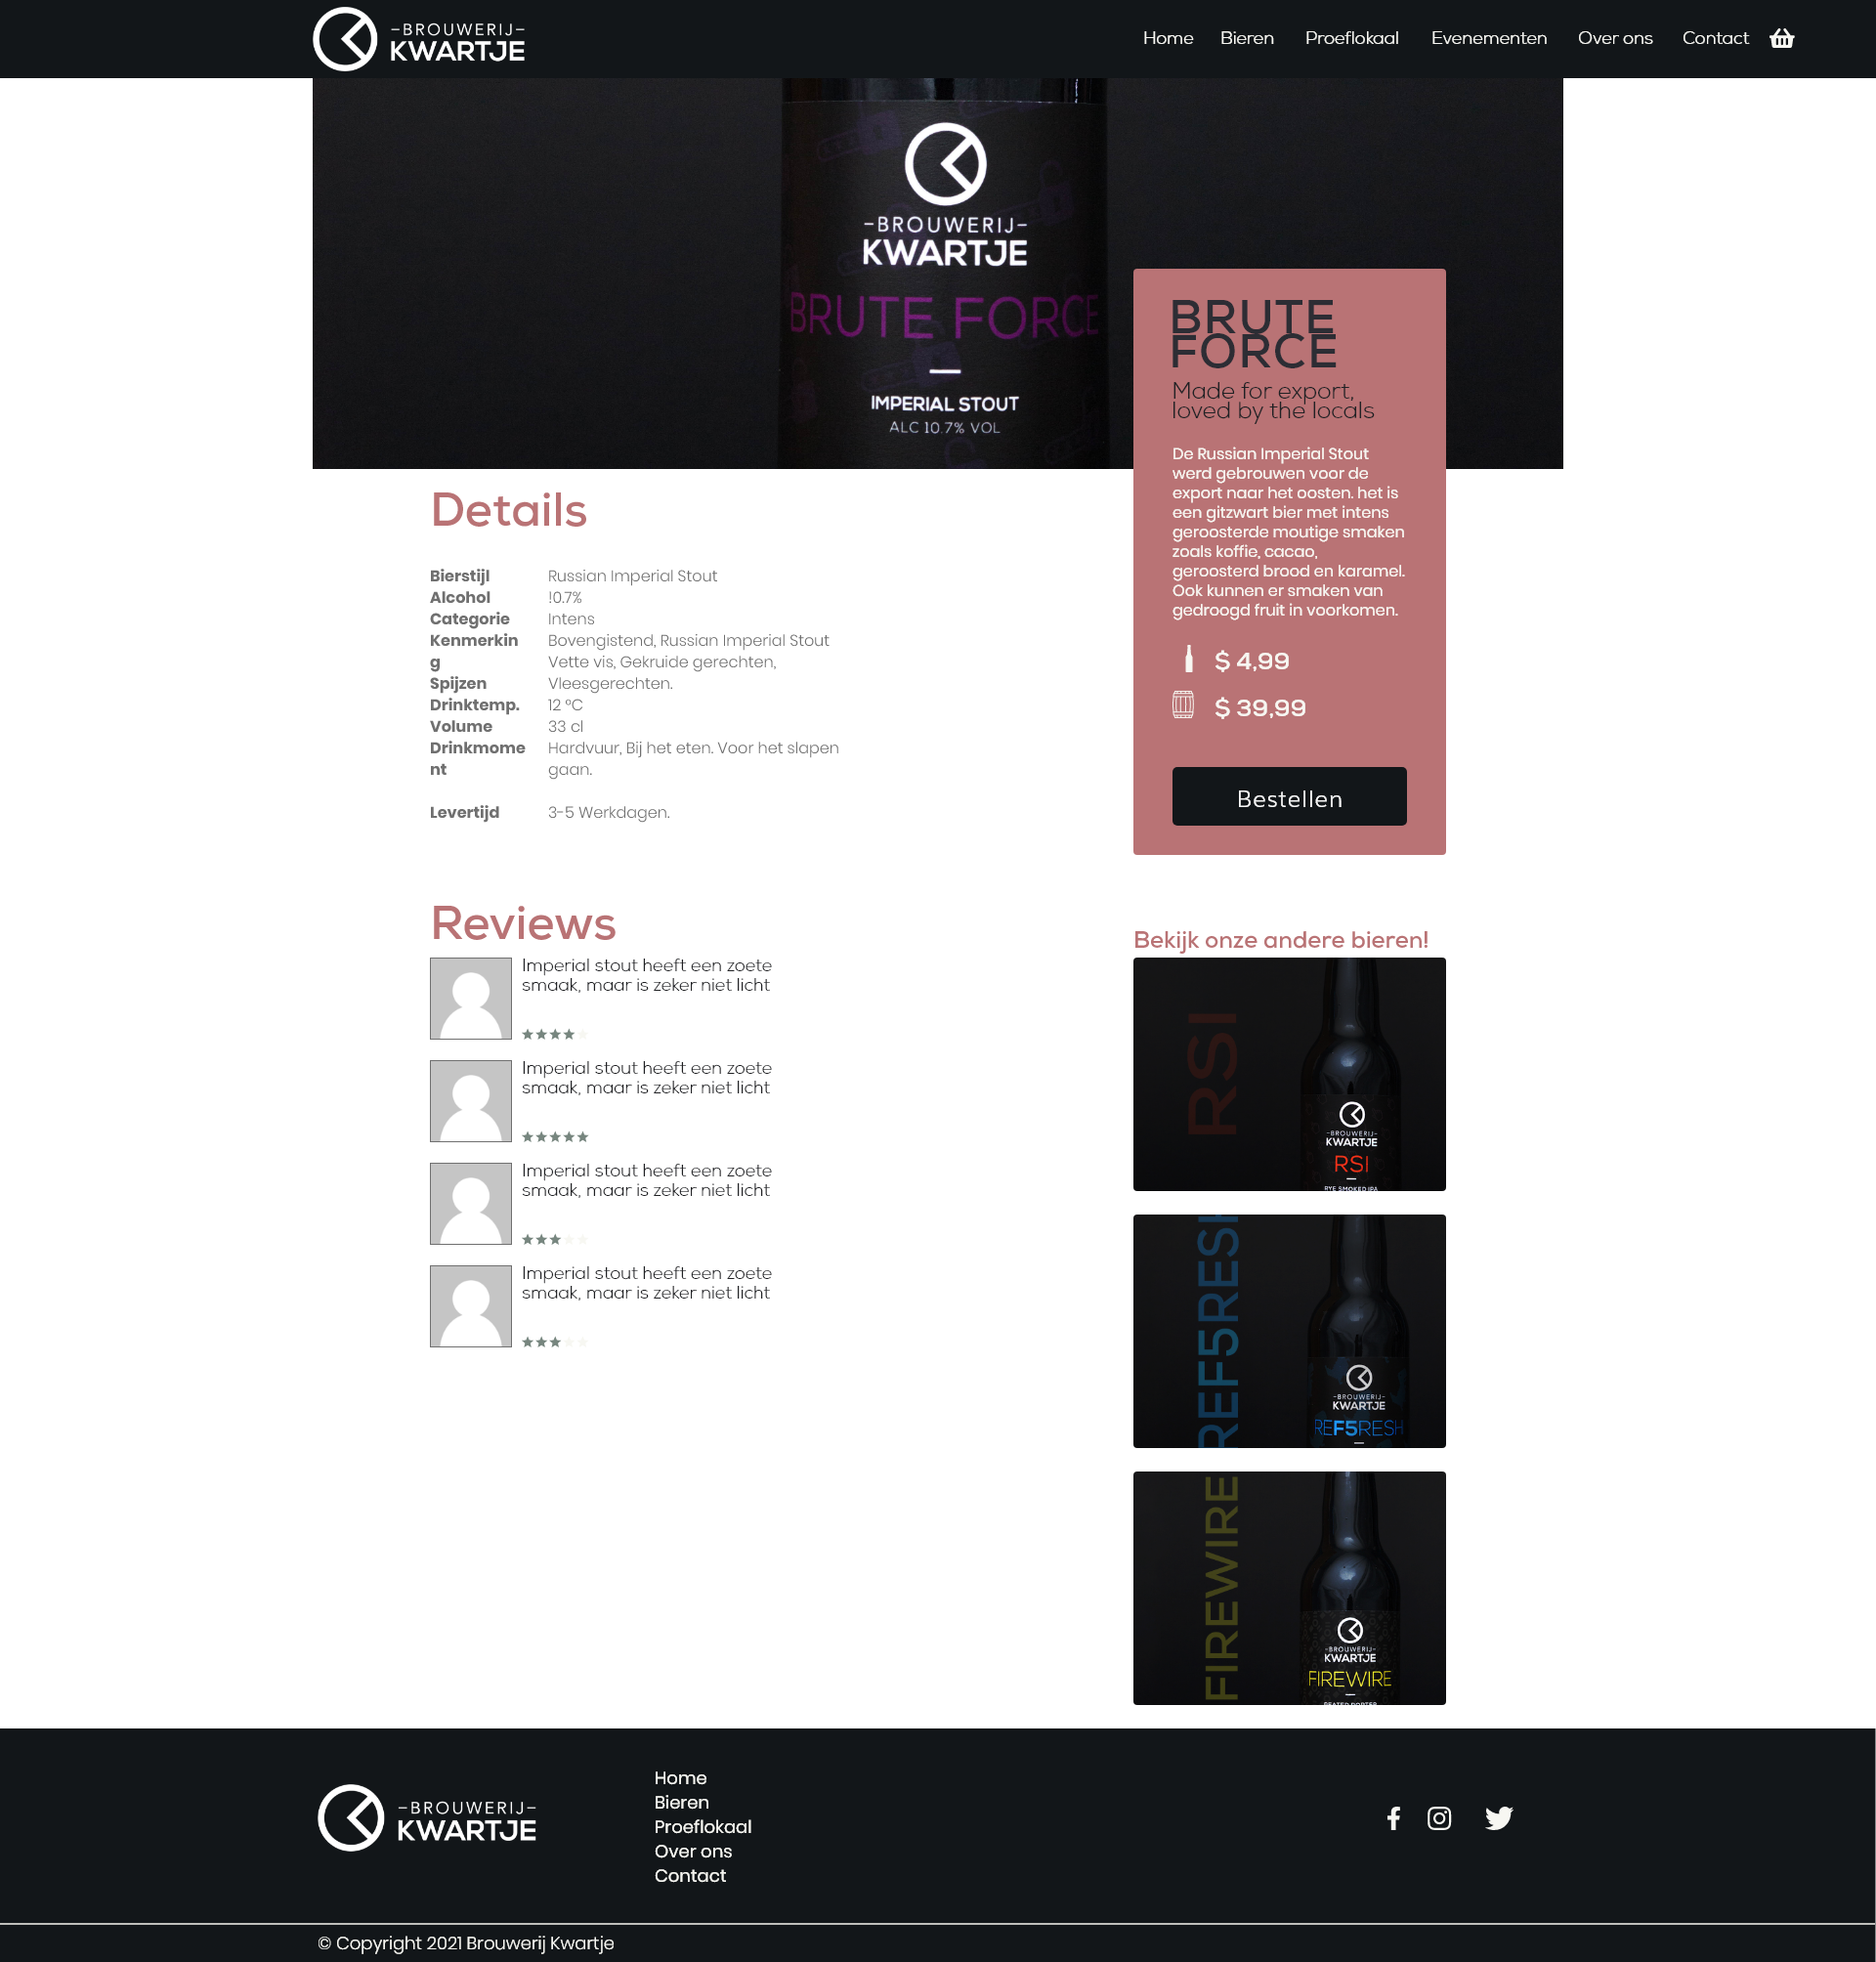 -BROUWERIJ-
KWARTJE
Home Bieren Proeflokaal Evenementen Over ons Contact
-BROUWERIJ-
KWARTJE
BRUTE FORCE
IMPERIAL STOUT
ALC 10.7% VOL
BRUTE
FORCE
Made for export,
loved by the locals
De Russian Imperial Stout
werd gebrouwen voor de
export naar het oosten. het is
een gitzwart bier met intens
geroosterde moutige smaken
zoals koffie, cacao,
geroosterd brood en karamel.
Ook kunnen er smaken van
gedroogd fruit in voorkomen.
$ 4,99
$ 39,99
Bestellen
Details
Bierstijl Russian Imperial Stout
Alcohol !0.7%
Categorie Intens
Kenmerkin Bovengistend, Russian Imperial Stout
g Vette vis, Gekruide gerechten,
Spijzen Vleesgerechten.
Drinktemp. 12 °C
Volume 33 cl
Drinkmome Hardvuur, Bij het eten. Voor het slapen
nt gaan.
Levertijd 3-5 Werkdagen.
Reviews
Imperial stout heeft een zoete
smaak, maar is zeker niet licht
Imperial stout heeft een zoete
smaak, maar is zeker niet licht
Imperial stout heeft een zoete
smaak, maar is zeker niet licht
Imperial stout heeft een zoete
smaak, maar is zeker niet licht
Bekijk onze andere bieren!
RSI
-BROUWERIJ-
KWARTJE
RSI
RYE SMOKED IPA
REF5RESH
-BROUWERIJ-
KWARTJE
REF5RESH
FIREWIRE
-BROUWERIJ-
KWARTJE
FIREWIRE
PEATED PORTER
-BROUWERIJ-
KWARTJE
Home
Bieren
Proeflokaal
Over ons
Contact
© Copyright 2021 Brouwerij Kwartje